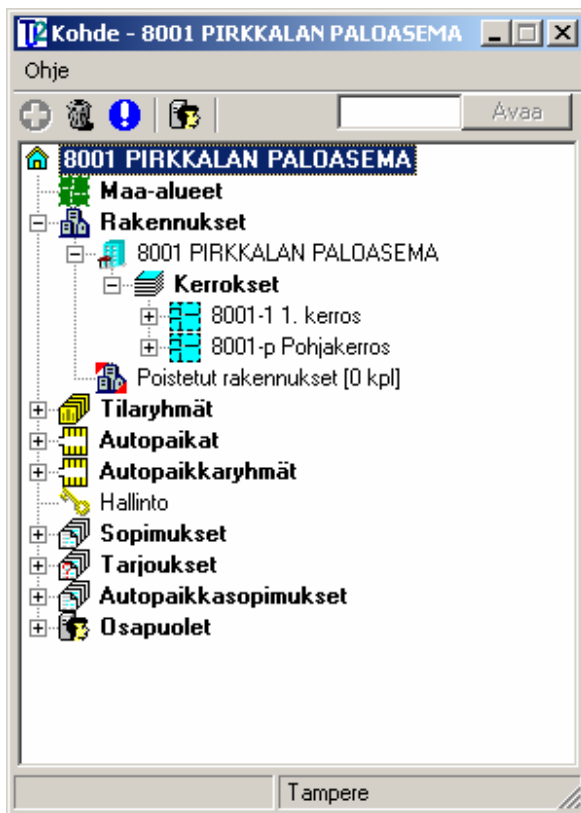 Kohde - 8001 PIRKKALAN PALOASEMA
Ohje
Avaa
8001 PIRKKALAN PALOASEMA
Maa-alueet
Rakennukset
8001 PIRKKALAN PALOASEMA
Kerrokset
8001-1 1. kerros
8001-p Pohjakerros
Poistetut rakennukset [0 kpl]
Tilaryhmät
Autopaikat
Autopaikkaryhmät
Hallinto
Sopimukset
Tarjoukset
Autopaikkasopimukset
Osapuolet
Tampere